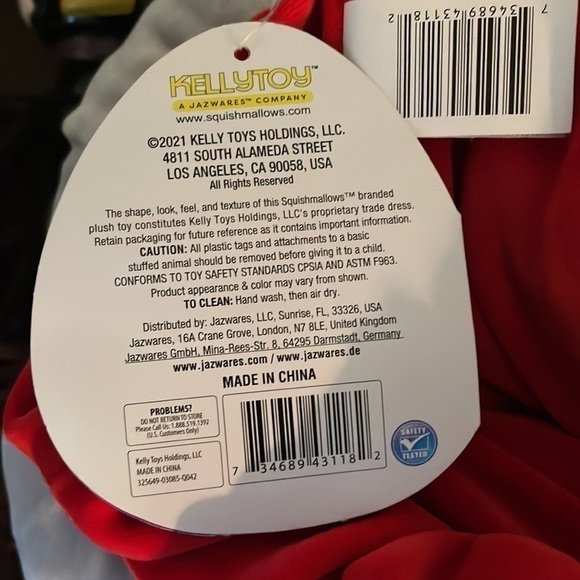 KELLYTOY™
A JAZWARES™ COMPANY
www.squishmallows.com
©2021 KELLY TOYS HOLDINGS, LLC.
4811 SOUTH ALAMEDA STREET
LOS ANGELES, CA 90058, USA
All Rights Reserved
The shape, look, feel, and texture of this Squishmallows™ branded
plush toy constitutes Kelly Toys Holdings, LLC's proprietary trade dress.
Retain packaging for future reference as it contains important information.
CAUTION: All plastic tags and attachments to a basic
stuffed animal should be removed before giving it to a child.
CONFORMS TO TOY SAFETY STANDARDS CPSIA AND ASTM F963.
Product appearance & color may vary from shown.
TO CLEAN: Hand wash, then air dry.
Distributed by: Jazwares, LLC, Sunrise, FL, 33326, USA
Jazwares, 16A Crane Grove, London, N7 8LE, United Kingdom
Jazwares GmbH, Mina-Rees-Str. 8, 64295 Darmstadt, Germany
www.jazwares.com / www.jazwares.de
MADE IN CHINA
PROBLEMS?
DO NOT RETURN TO STORE
Please Call Us: 1.888.519.1392
(U.S. Customers Only)
Kelly Toys Holdings, LLC
MADE IN CHINA
325649-03085-Q042
7 34689 43118 2
SAFETY
TESTED
7 34689 43118 2